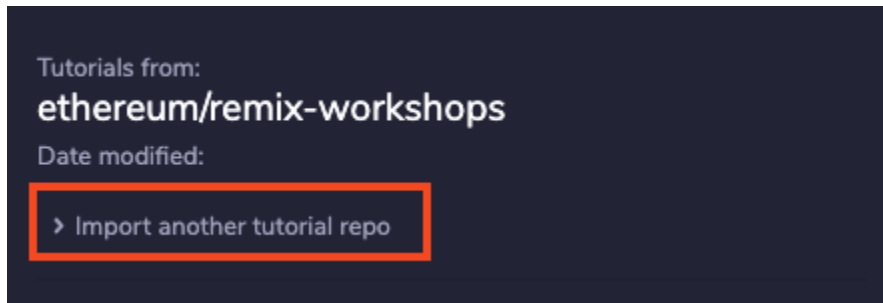 Tutorials from:
ethereum/remix-workshops
Date modified:
Import another tutorial repo